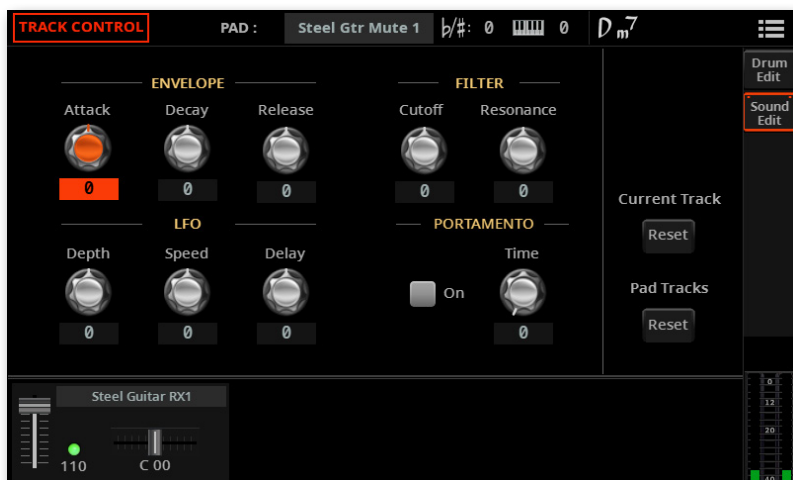 TRACK CONTROL PAD : Steel Gtr Mute 1 ♭/♯: 0 0 D m7
Drum
Edit
Sound
Edit
ENVELOPE
Attack Decay Release
0 0 0
FILTER
Cutoff Resonance
0 0
LFO
Depth Speed Delay
0 0 0
PORTAMENTO
Time
On
0
Current Track
Reset
Pad Tracks
Reset
Steel Guitar RX1
110 C 00
0
12
20
40